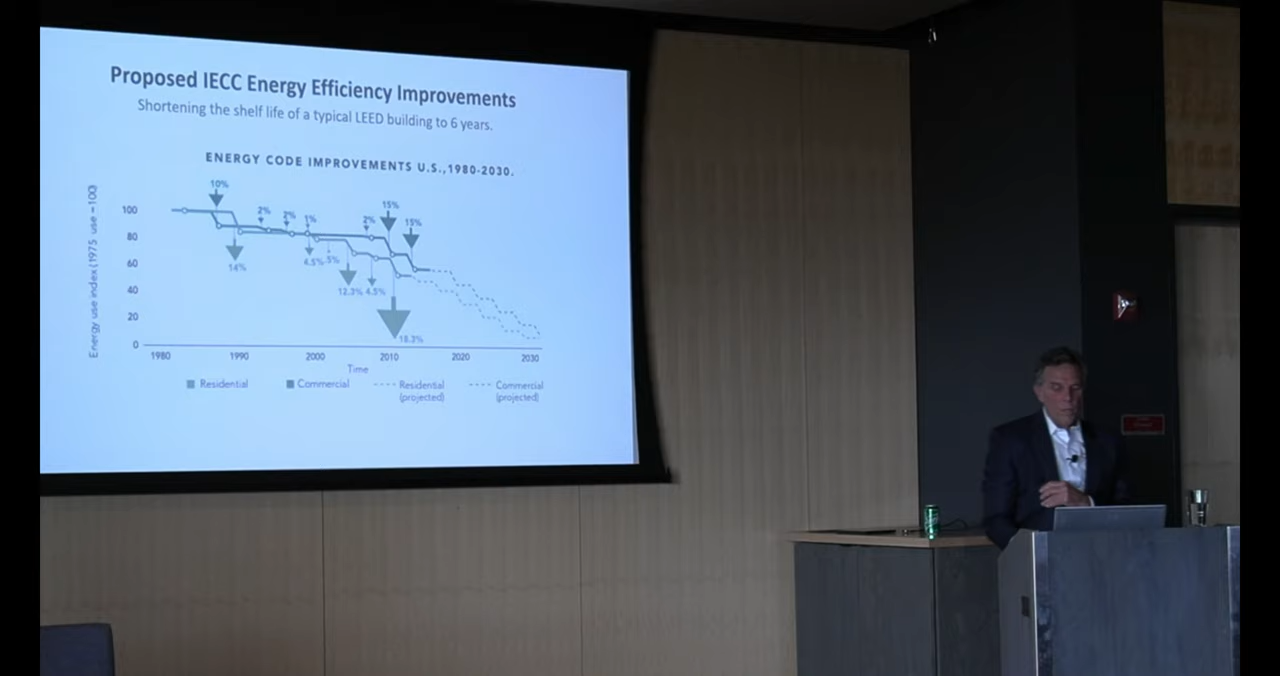 Proposed IECC Energy Efficiency Improvements
Shortening the shelf life of a typical LEED building to 6 years.
ENERGY CODE IMPROVEMENTS U.S.,1980-2030.
Energy use index (1975 use =100)
100
80
60
40
20
0
10%
2%
2%
1%
2%
15%
15%
14%
4.5%
.5%
12.3%
4.5%
18.3%
1980
1990
2000
2010
2020
2030
Time
Residential
Commercial
Residential
(projected)
Commercial
(projected)